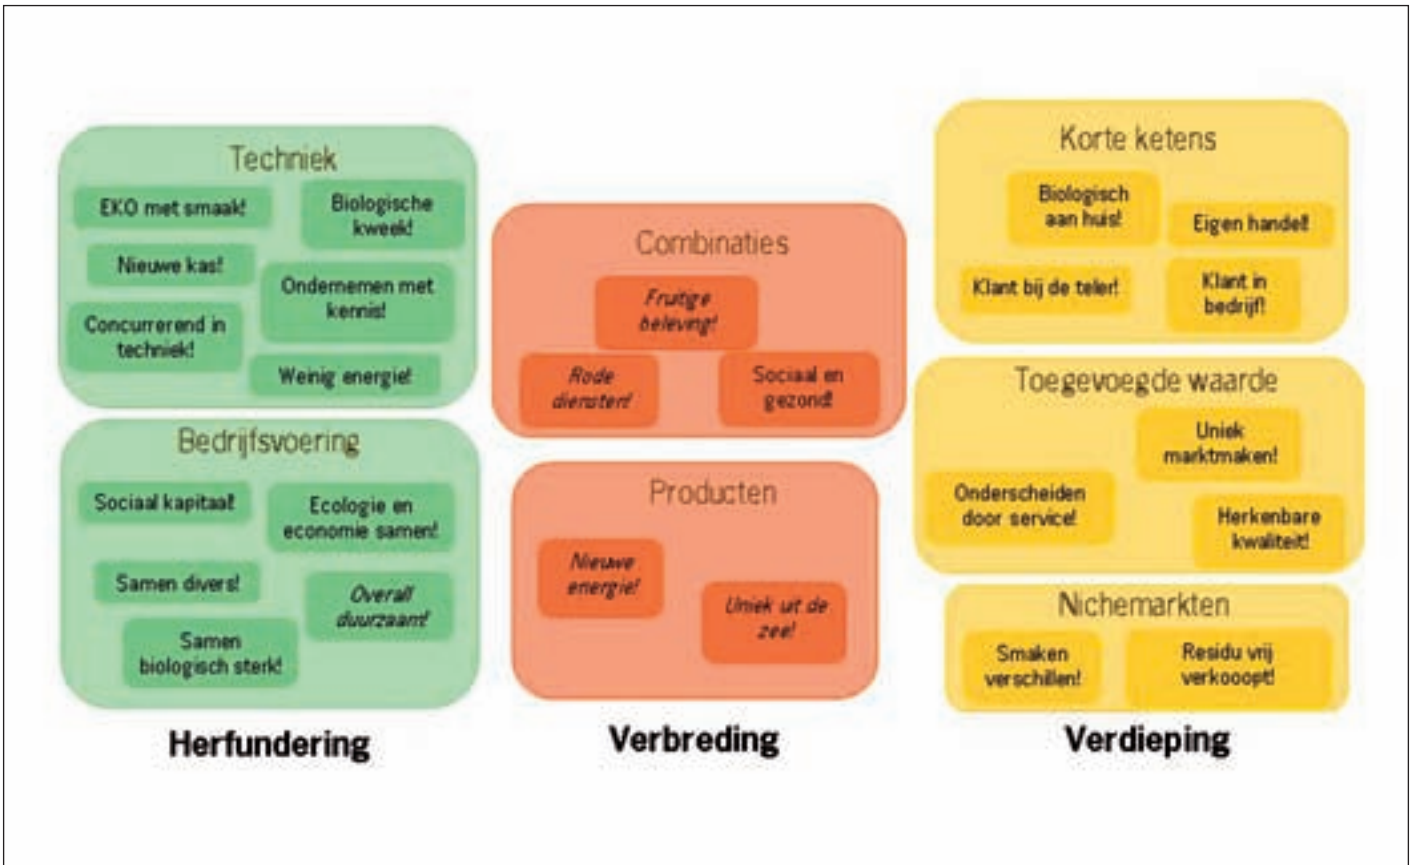 Techniek
EKO met smaak!
Biologische
kweek!
Nieuwe kas!
Ondernemen met
kennis!
Concurrerend in
techniek!
Weinig energie!
Bedrijfsvoering
Sociaal kapitaal!
Ecologie en
economie samen!
Samen divers!
Overall
duurzaam!
Samen
biologisch sterk!
Herfundering
Combinaties
Fruitige
beleving!
Rode
diensten!
Sociaal en
gezond!
Producten
Nieuwe
energie!
Uniek uit de
zee!
Verbreding
Korte ketens
Biologisch
aan huis!
Eigen handel!
Klant bij de teler!
Klant in
bedrijf!
Toegevoegde waarde
Uniek
marktmaken!
Onderscheiden
door service!
Herkenbare
kwaliteit!
Nichemarkten
Smaken
verschillen!
Residu vrij
verkooopt!
Verdieping